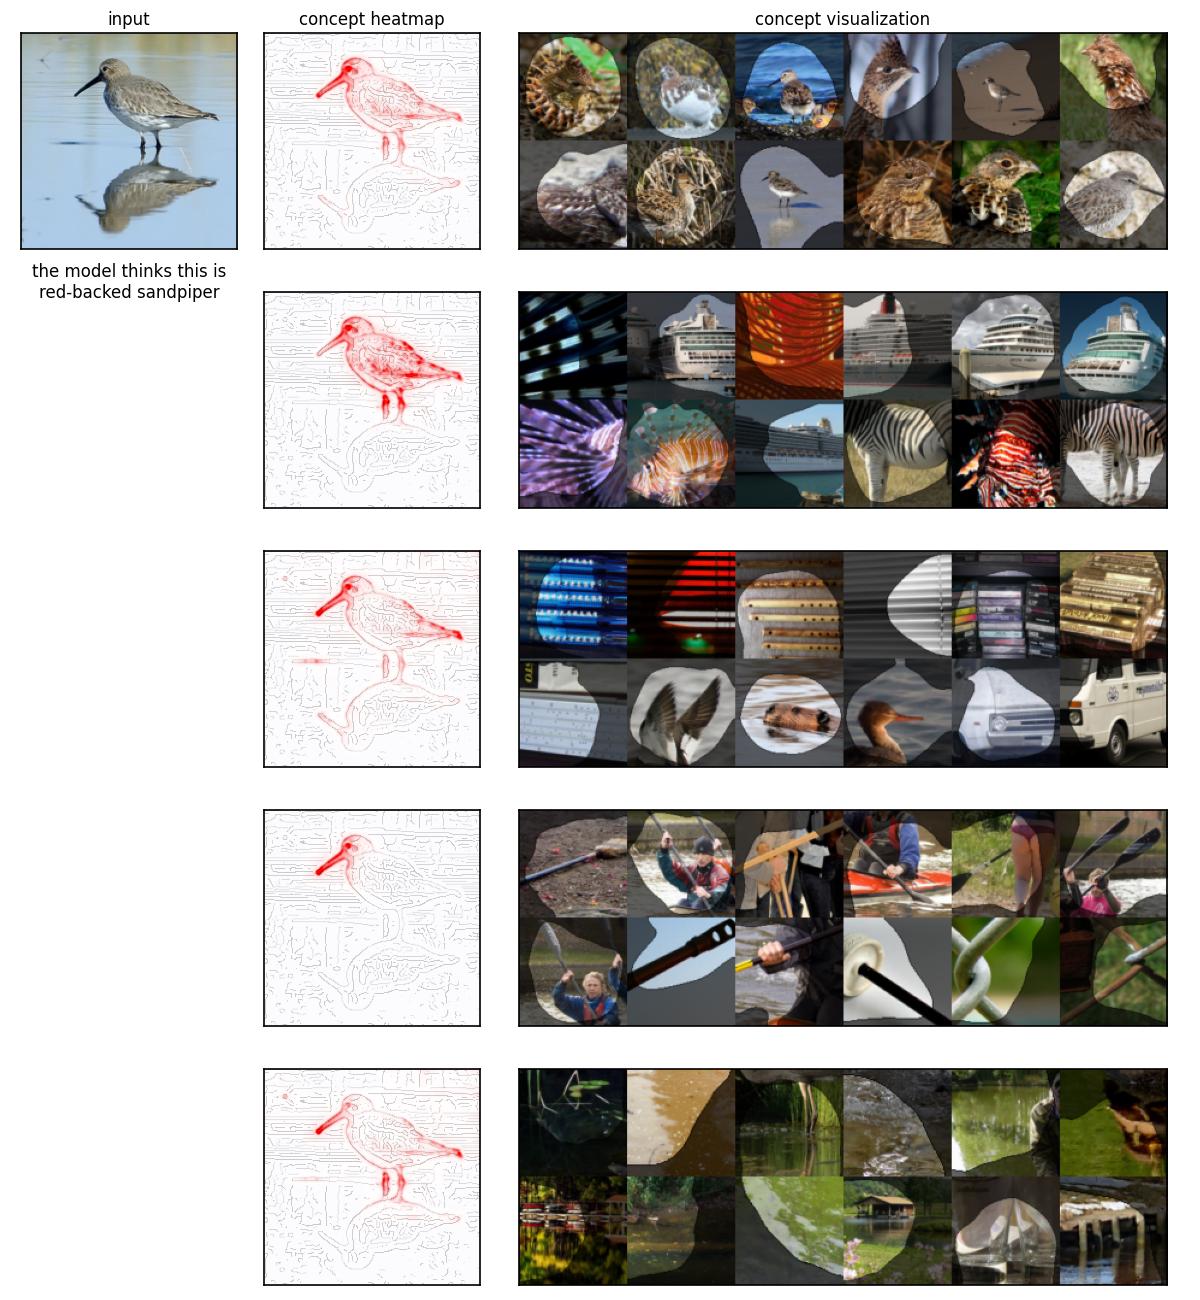 input
concept heatmap
concept visualization
the model thinks this is
red-backed sandpiper